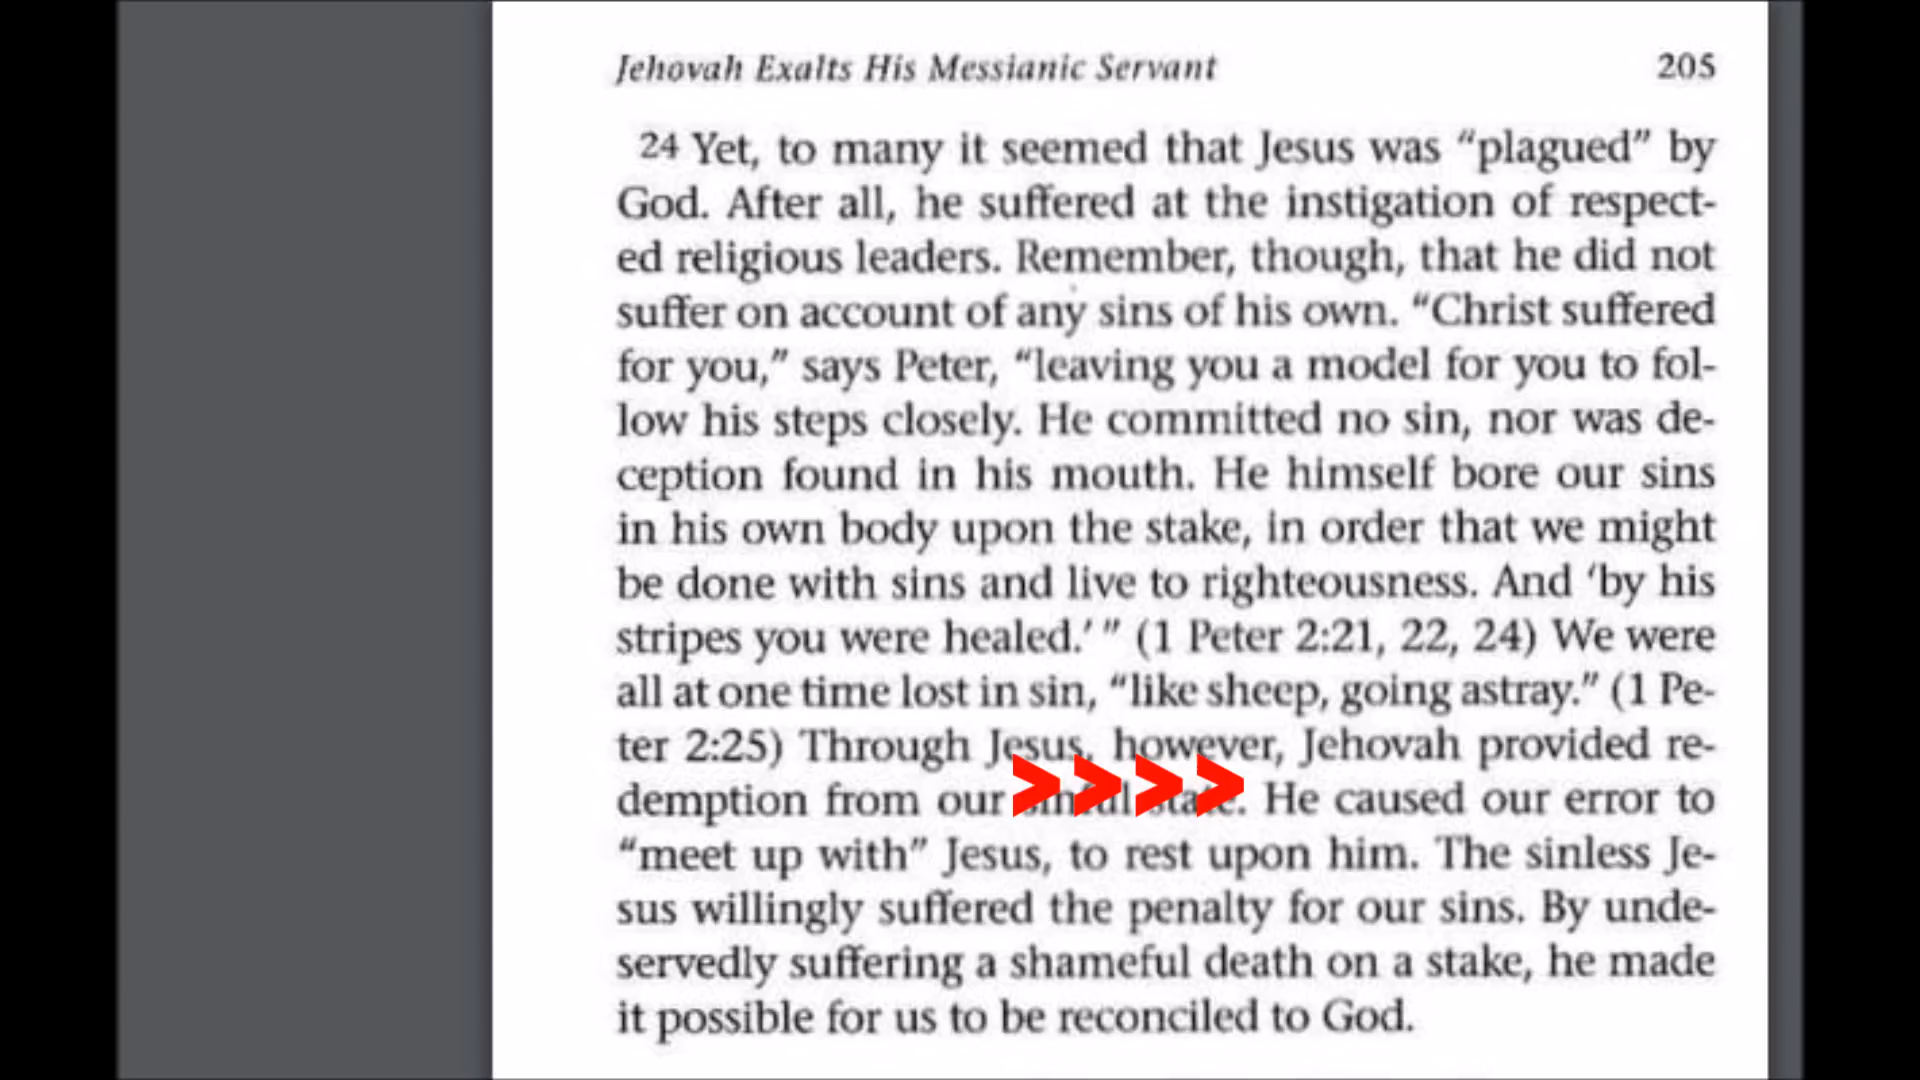 Jehovah Exalts His Messianic Servant 205
24 Yet, to many it seemed that Jesus was “plagued” by
God. After all, he suffered at the instigation of respect-
ed religious leaders. Remember, though, that he did not
suffer on account of any sins of his own. “Christ suffered
for you,” says Peter, “leaving you a model for you to fol-
low his steps closely. He committed no sin, nor was de-
ception found in his mouth. He himself bore our sins
in his own body upon the stake, in order that we might
be done with sins and live to righteousness. And ‘by his
stripes you were healed.’” (1 Peter 2:21, 22, 24) We were
all at one time lost in sin, “like sheep, going astray.” (1 Pe-
ter 2:25) Through Jesus, however, Jehovah provided re-
>>>>
demption from our sinful state. He caused our error to
“meet up with” Jesus, to rest upon him. The sinless Je-
sus willingly suffered the penalty for our sins. By unde-
servedly suffering a shameful death on a stake, he made
it possible for us to be reconciled to God.